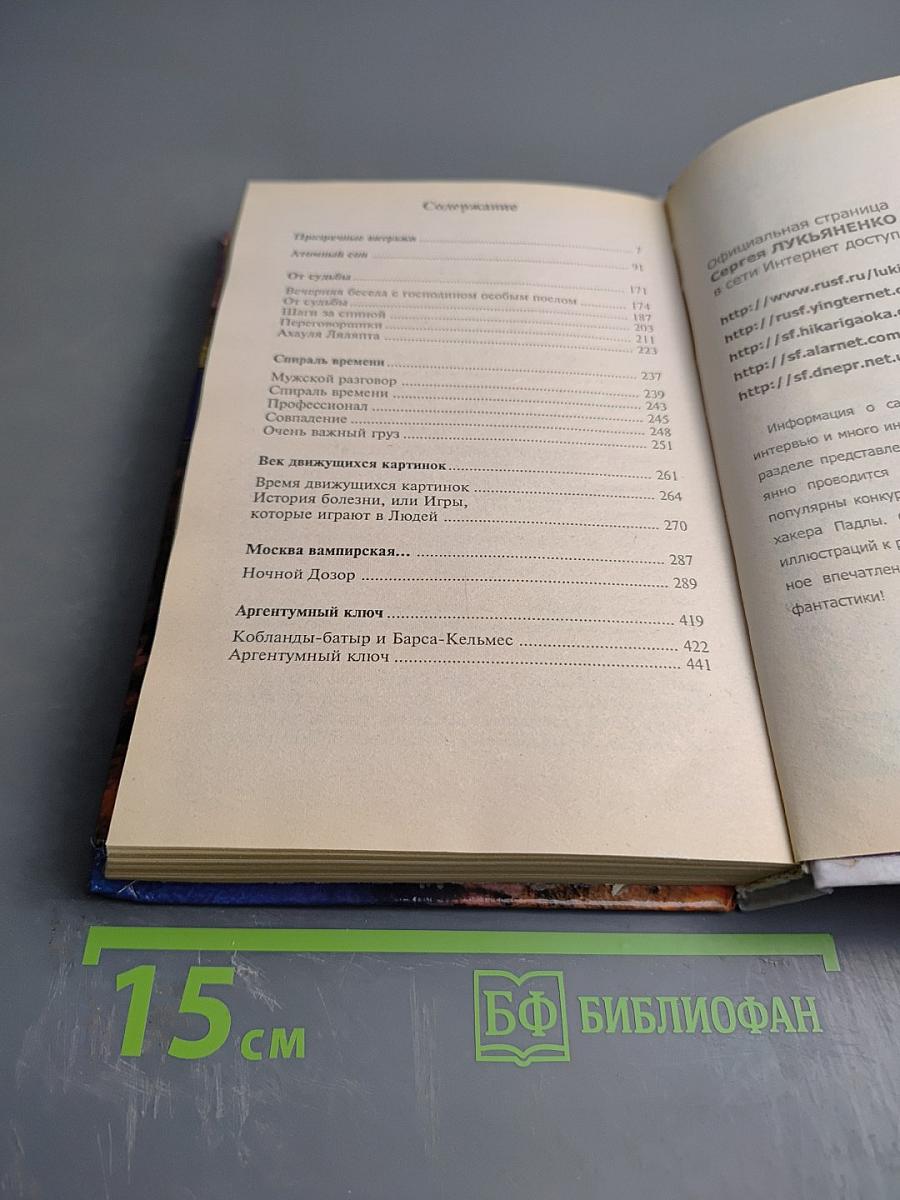 Содержание
Призрачные витражи 7
Атомный сон 91
От судьбы 171
Вечерняя беседа с господином особым послом 174
От судьбы 187
Шаги за спиной 203
Переговорщики 211
Ахауля Ляляпта 223
Спираль времени 237
Мужской разговор 239
Спираль времени 243
Профессионал 245
Совпадение 248
Очень важный груз 251
Век движущихся картинок 261
Время движущихся картинок 264
История болезни, или Игры,
которые играют в Людей 270
Москва вампирская... 287
Ночной Дозор 289
Аргентумный ключ 419
Кобланды-батыр и Барса-Кельмес 422
Аргентумный ключ 441
Официальная страница
Сергея ЛУКЬЯНЕНКО
в сети Интернет доступ
http://www.rusf.ru/luki
http://rusf.yingternet.
http://sf.hikarigaoka.
http://sf.alarnet.com
http://sf.dnepr.net.u
Информация о са
интервью и много ин
разделе представле
янно проводится
популярны конкур
хакера Падлы.
иллюстраций к р
ное впечатлен
фантастики!
15 см
БФ БИБЛИОФАН